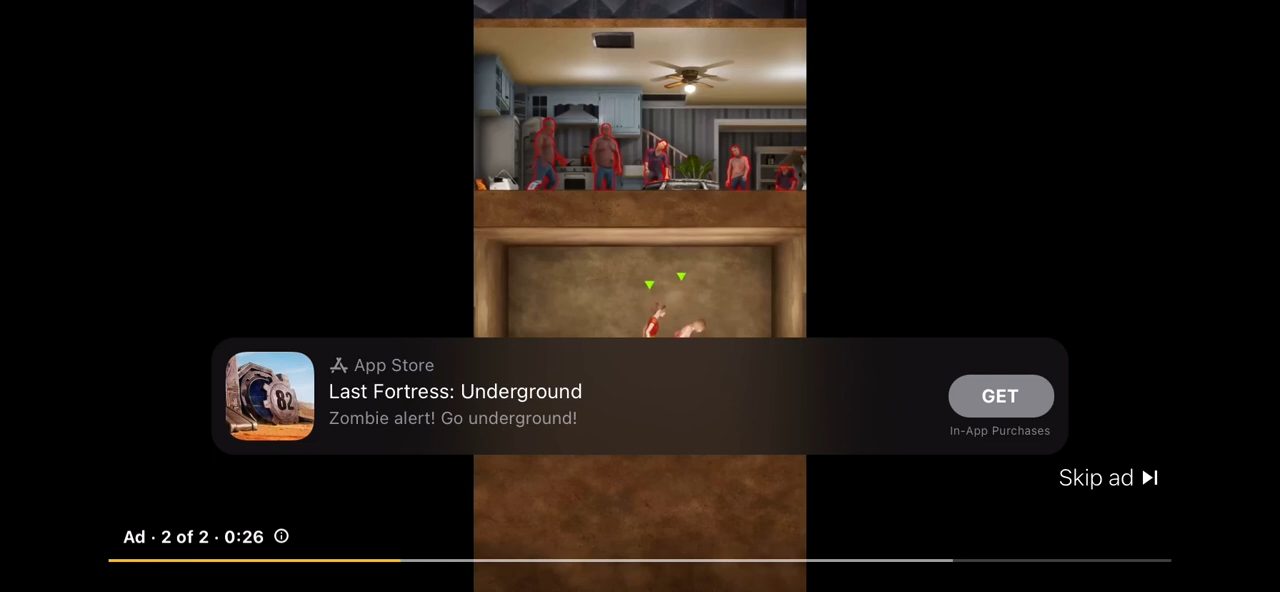 App Store
Last Fortress: Underground
Zombie alert! Go underground!
82
GET
In-App Purchases
Skip ad
Ad · 2 of 2 · 0:26